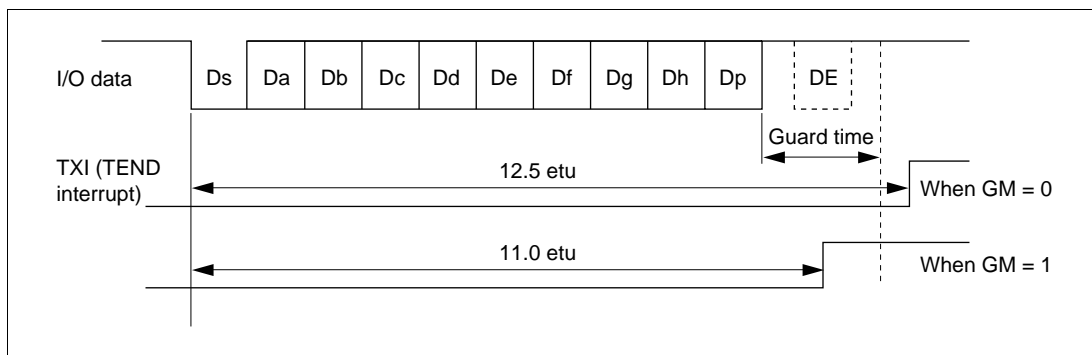 I/O data
Ds Da Db Dc Dd De Df Dg Dh Dp DE
Guard time
TXI (TEND
interrupt)
12.5 etu
When GM = 0
11.0 etu
When GM = 1